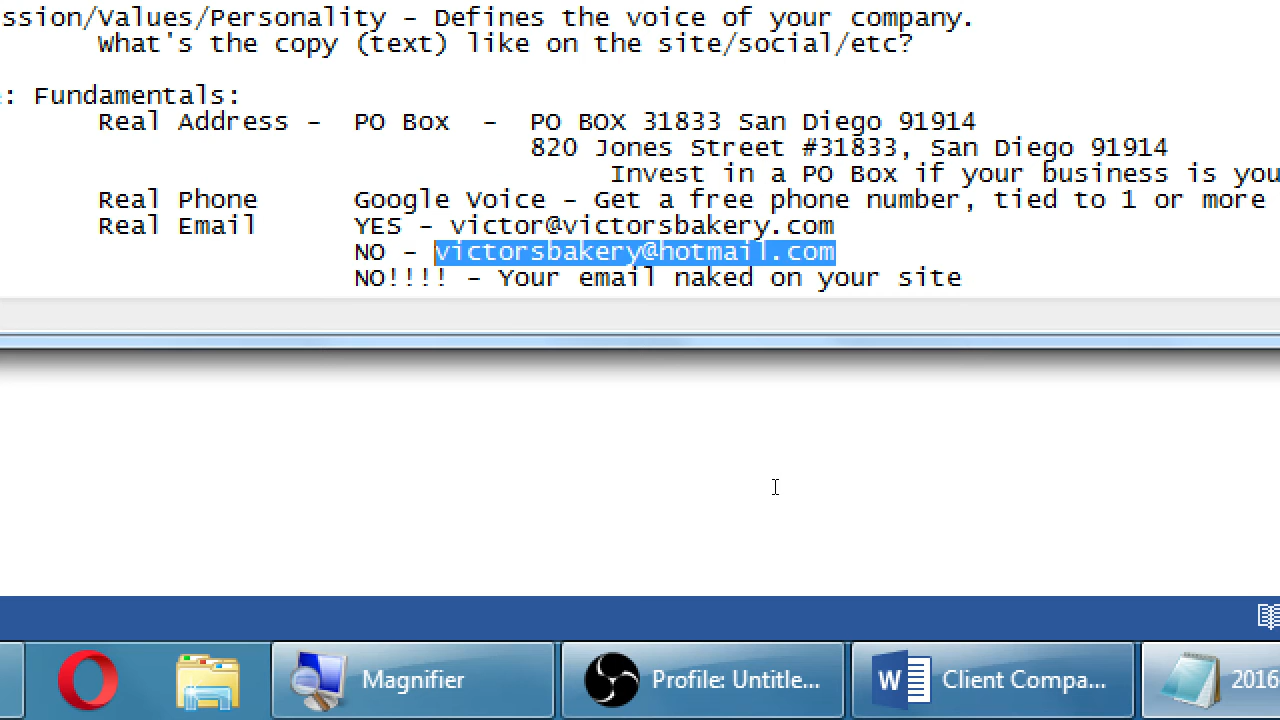 ssion/Values/Personality – Defines the voice of your company.
What's the copy (text) like on the site/social/etc?
: Fundamentals:
Real Address – PO Box – PO BOX 31833 San Diego 91914
820 Jones Street #31833, San Diego 91914
Invest in a PO Box if your business is you
Real Phone Google Voice – Get a free phone number, tied to 1 or more
Real Email YES – victor@victorsbakery.com
NO – victorsbakery@hotmail.com
NO!!!! – Your email naked on your site
Magnifier Profile: Untitle... Client Compa... 2016